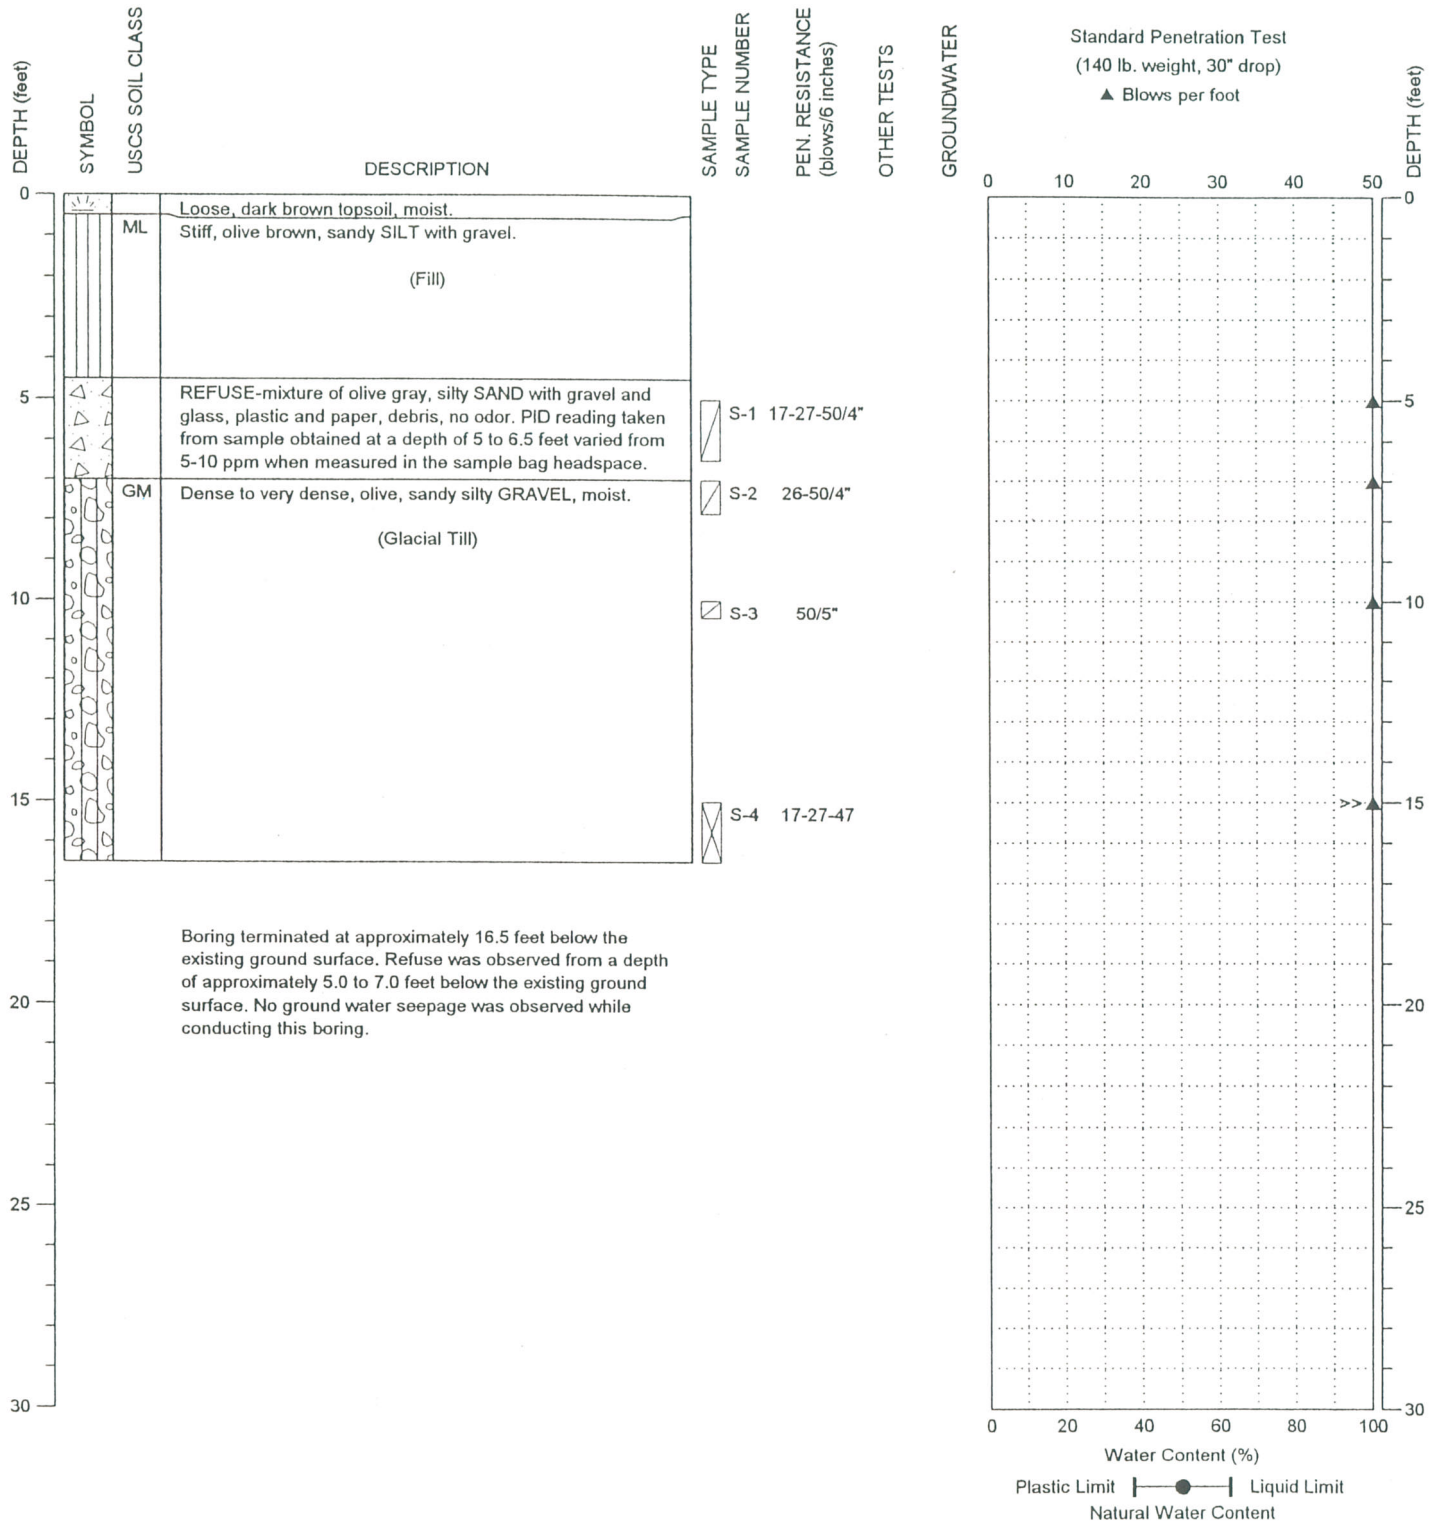 DEPTH (feet)
SYMBOL
USCS SOIL CLASS
DESCRIPTION
SAMPLE TYPE
SAMPLE NUMBER
PEN. RESISTANCE
(blows/6 inches)
OTHER TESTS
GROUNDWATER
Standard Penetration Test
(140 lb. weight, 30" drop)
▲ Blows per foot
DEPTH (feet)
0 10 20 30 40 50
0
Loose, dark brown topsoil, moist.
0
ML
Stiff, olive brown, sandy SILT with gravel.
(Fill)
5
REFUSE-mixture of olive gray, silty SAND with gravel and
glass, plastic and paper, debris, no odor. PID reading taken
from sample obtained at a depth of 5 to 6.5 feet varied from
5-10 ppm when measured in the sample bag headspace.
S-1 17-27-50/4"
5
GM
Dense to very dense, olive, sandy silty GRAVEL, moist.
S-2 26-50/4"
(Glacial Till)
10
S-3 50/5"
10
15
S-4 17-27-47
>>
15
Boring terminated at approximately 16.5 feet below the
existing ground surface. Refuse was observed from a depth
of approximately 5.0 to 7.0 feet below the existing ground
surface. No ground water seepage was observed while
conducting this boring.
20
20
25
25
30
30
0 20 40 60 80 100
Water Content (%)
Plastic Limit Liquid Limit
Natural Water Content